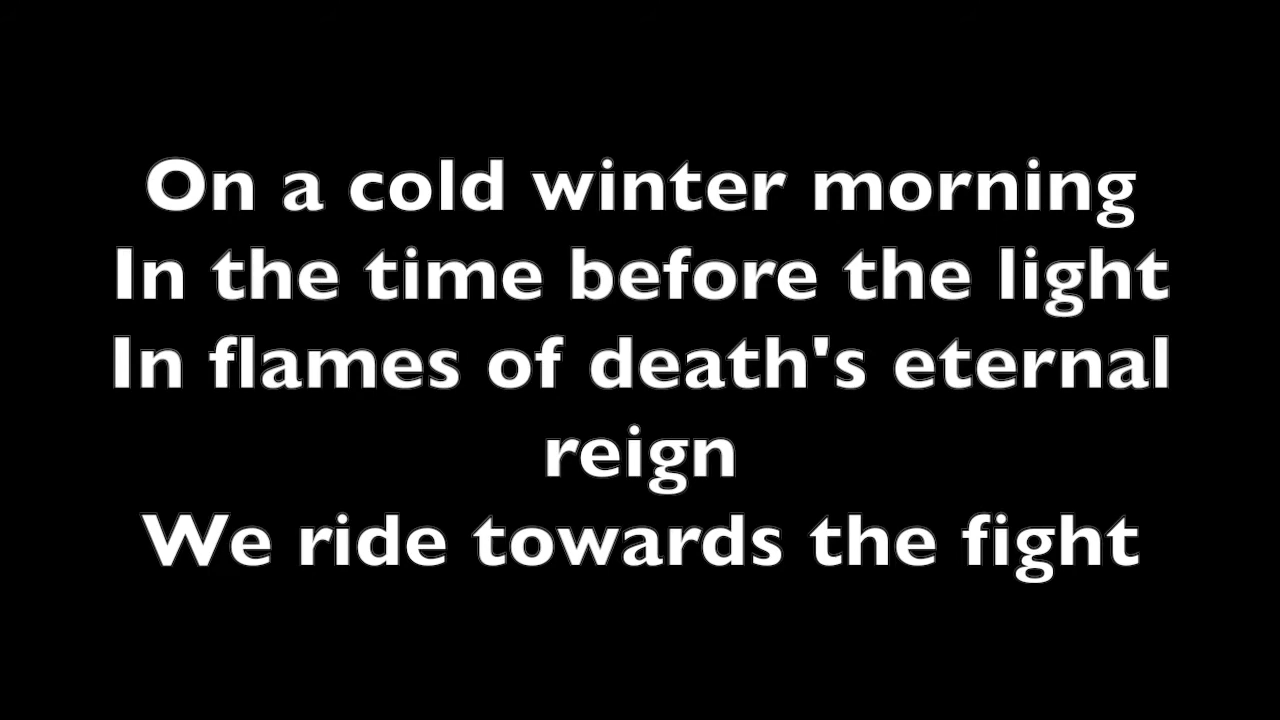 On a cold winter morning
In the time before the light
In flames of death's eternal
reign
We ride towards the fight